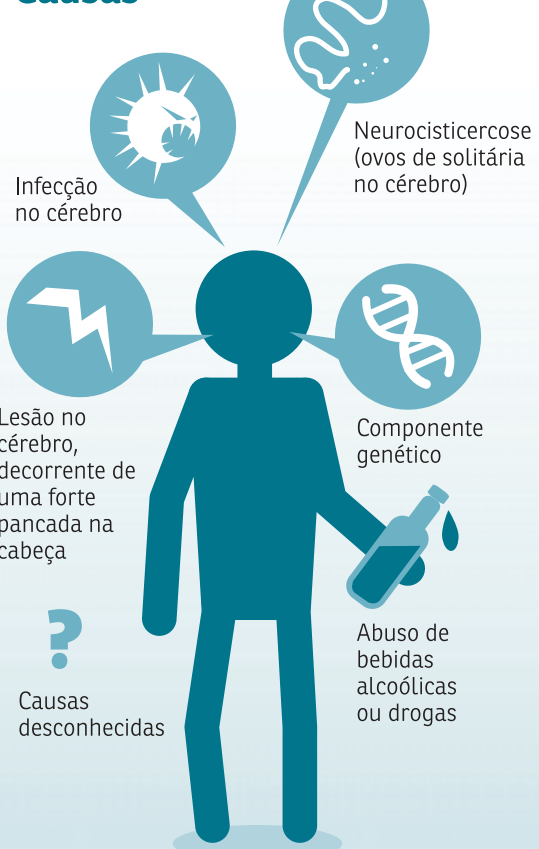 Causas
Neurocisticercose
(ovos de solitária
no cérebro)
Infecção
no cérebro
Lesão no
cérebro,
decorrente de
uma forte
pancada na
cabeça
Componente
genético
Abuso de
bebidas
alcoólicas
ou drogas
?
Causas
desconhecidas